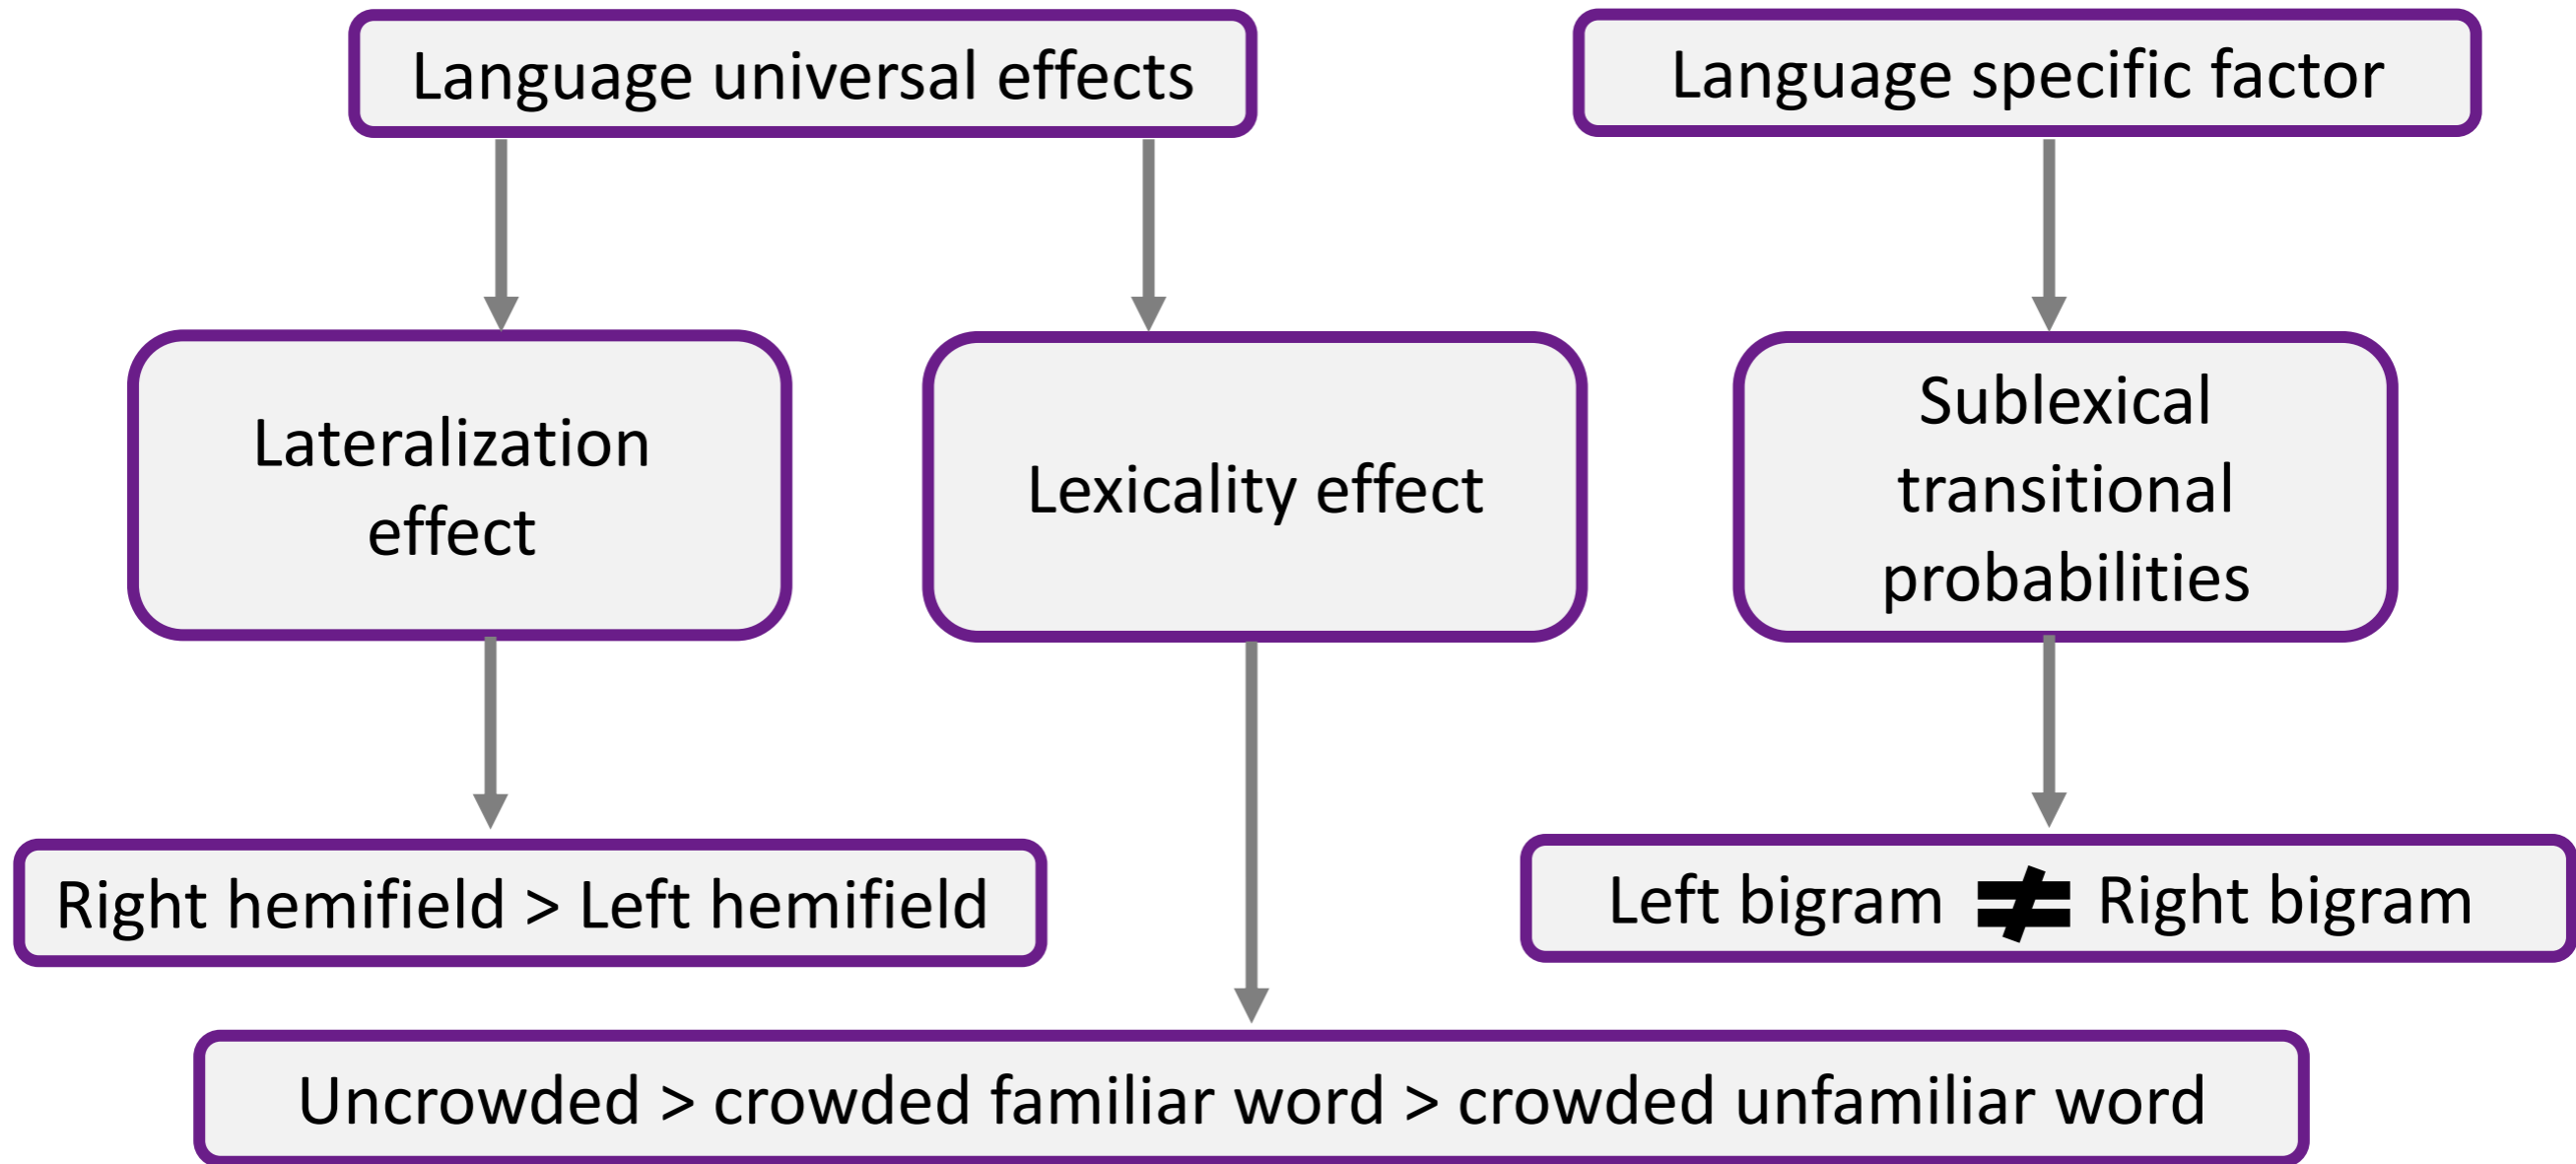 Language universal effects
Language specific factor
Lateralization
effect
Lexicality effect
Sublexical
transitional
probabilities
Right hemifield > Left hemifield
Left bigram ≠ Right bigram
Uncrowded > crowded familiar word > crowded unfamiliar word